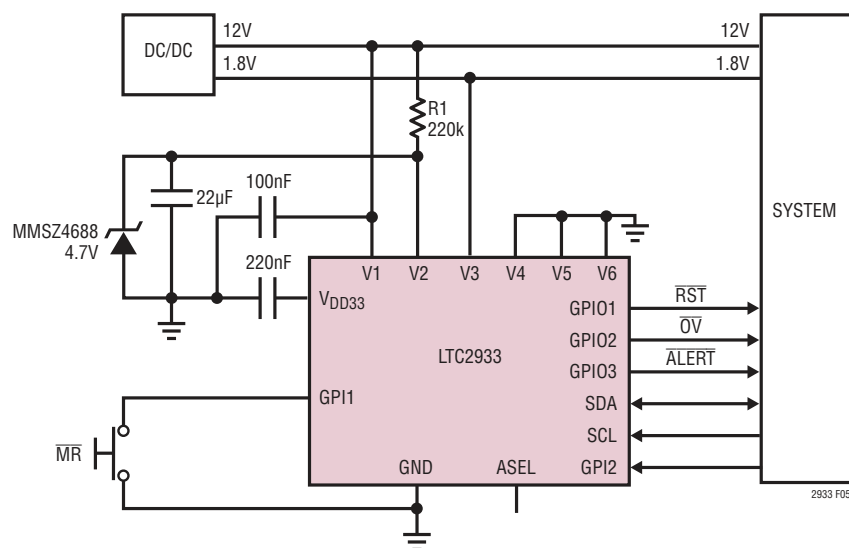 DC/DC
12V
1.8V
12V
1.8V
R1
220k
100nF
22µF
MMSZ4688
4.7V
220nF
SYSTEM
V1
V2
V3
V4
V5
V6
VDD33
GPIO1
RST
GPIO2
OV
LTC2933
GPIO3
ALERT
GPI1
SDA
SCL
MR
GND
ASEL
GPI2
2933 F05